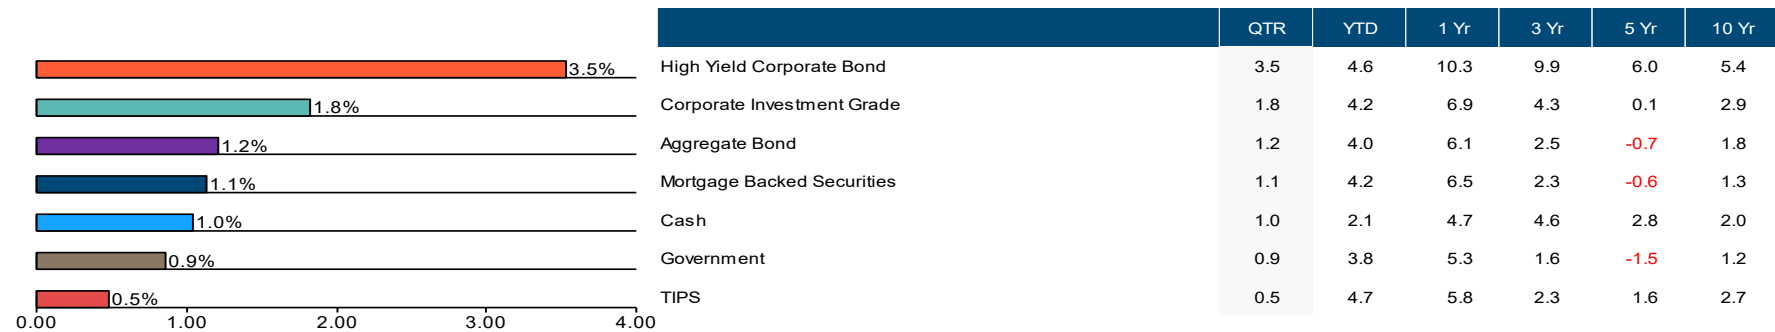 QTR YTD 1 Yr 3 Yr 5 Yr 10 Yr
3.5% High Yield Corporate Bond 3.5 4.6 10.3 9.9 6.0 5.4
1.8% Corporate Investment Grade 1.8 4.2 6.9 4.3 0.1 2.9
1.2% Aggregate Bond 1.2 4.0 6.1 2.5 -0.7 1.8
1.1% Mortgage Backed Securities 1.1 4.2 6.5 2.3 -0.6 1.3
1.0% Cash 1.0 2.1 4.7 4.6 2.8 2.0
0.9% Government 0.9 3.8 5.3 1.6 -1.5 1.2
0.5% TIPS 0.5 4.7 5.8 2.3 1.6 2.7
0.00 1.00 2.00 3.00 4.00